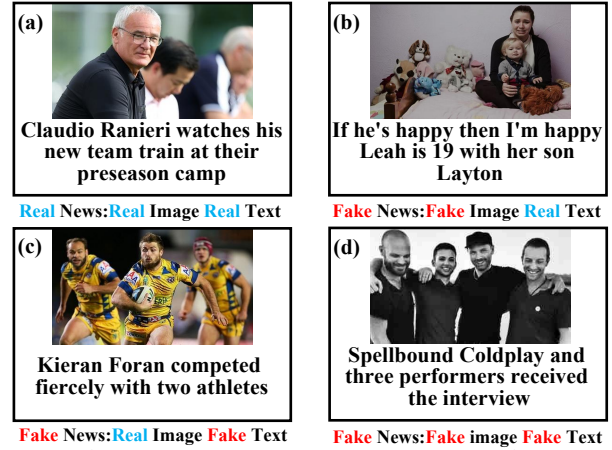 (a)
Claudio Ranieri watches his
new team train at their
preseason camp
Real News:Real Image Real Text
(b)
If he's happy then I'm happy
Leah is 19 with her son
Layton
Fake News:Fake Image Real Text
(c)
Kieran Foran competed
fiercely with two athletes
Fake News:Real Image Fake Text
(d)
Spellbound Coldplay and
three performers received
the interview
Fake News:Fake image Fake Text